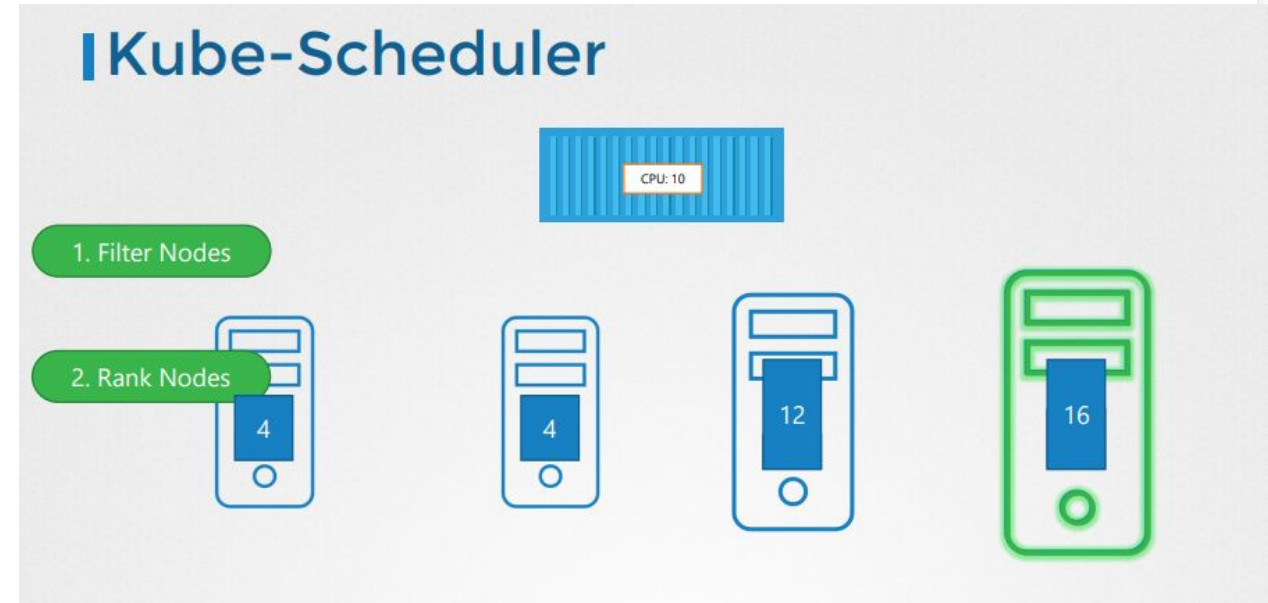 Kube-Scheduler
CPU: 10
1. Filter Nodes
2. Rank Nodes
4
4
12
16